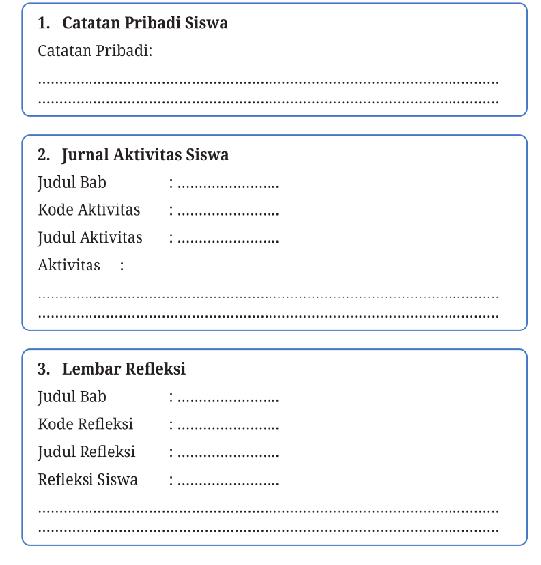 1. Catatan Pribadi Siswa
Catatan Pribadi:
..............................................................................................................
..............................................................................................................
2. Jurnal Aktivitas Siswa
Judul Bab : ........................
Kode Aktivitas : ........................
Judul Aktivitas : ........................
Aktivitas :
..............................................................................................................
..............................................................................................................
3. Lembar Refleksi
Judul Bab : ........................
Kode Refleksi : ........................
Judul Refleksi : ........................
Refleksi Siswa : ........................
..............................................................................................................
..............................................................................................................